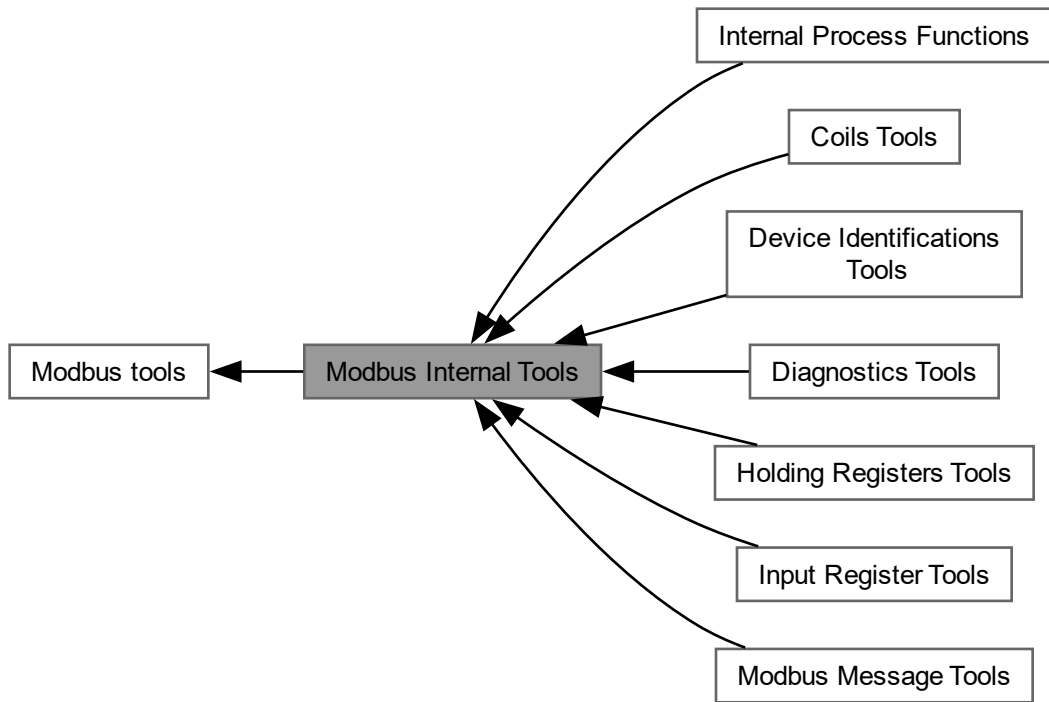 Internal Process Functions
Coils Tools
Device Identifications
Tools
Modbus tools
Modbus Internal Tools
Diagnostics Tools
Holding Registers Tools
Input Register Tools
Modbus Message Tools